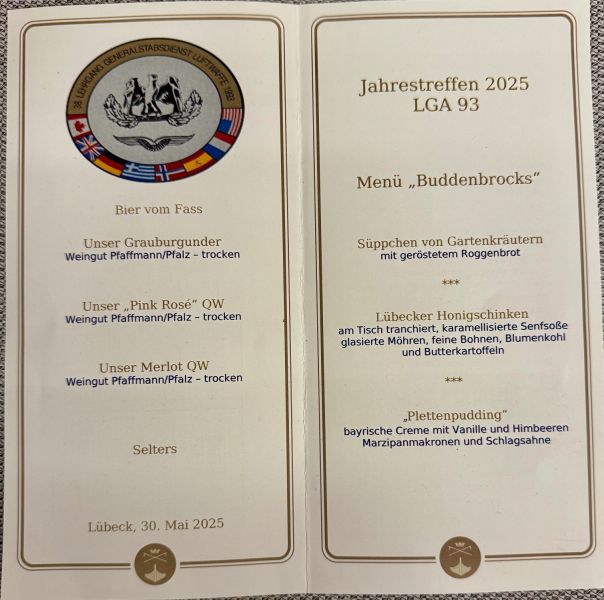 38. LEHRGANG GENERALSTABSDIENST LUFTWAFFE 1993
Bier vom Fass
Unser Grauburgunder
Weingut Pfaffmann/Pfalz – trocken
Unser „Pink Rosé“ QW
Weingut Pfaffmann/Pfalz – trocken
Unser Merlot QW
Weingut Pfaffmann/Pfalz – trocken
Selters
Lübeck, 30. Mai 2025
Jahrestreffen 2025
LGA 93
Menü „Buddenbrocks“
Süppchen von Gartenkräutern
mit geröstetem Roggenbrot
***
Lübecker Honigschinken
am Tisch tranchiert, karamellisierte Senfsoße
glasierte Möhren, feine Bohnen, Blumenkohl
und Butterkartoffeln
***
„Plettenpudding“
bayrische Creme mit Vanille und Himbeeren
Marzipanmakronen und Schlagsahne